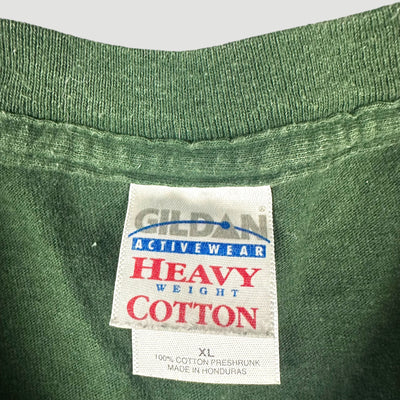 GILDAN®
ACTIVEWEAR
HEAVY
WEIGHT
COTTON
XL
100% COTTON PRESHRUNK
MADE IN HONDURAS